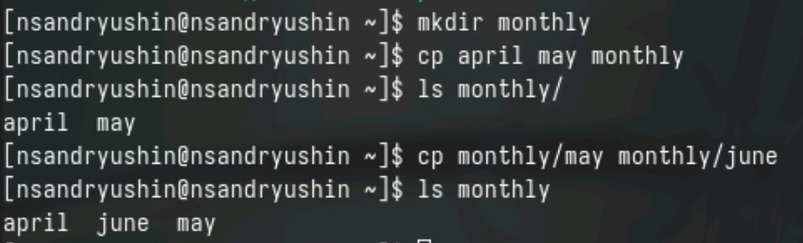 [nsandryushin@nsandryushin ~]$ mkdir monthly
[nsandryushin@nsandryushin ~]$ cp april may monthly
[nsandryushin@nsandryushin ~]$ ls monthly/
april  may
[nsandryushin@nsandryushin ~]$ cp monthly/may monthly/june
[nsandryushin@nsandryushin ~]$ ls monthly
april  june  may